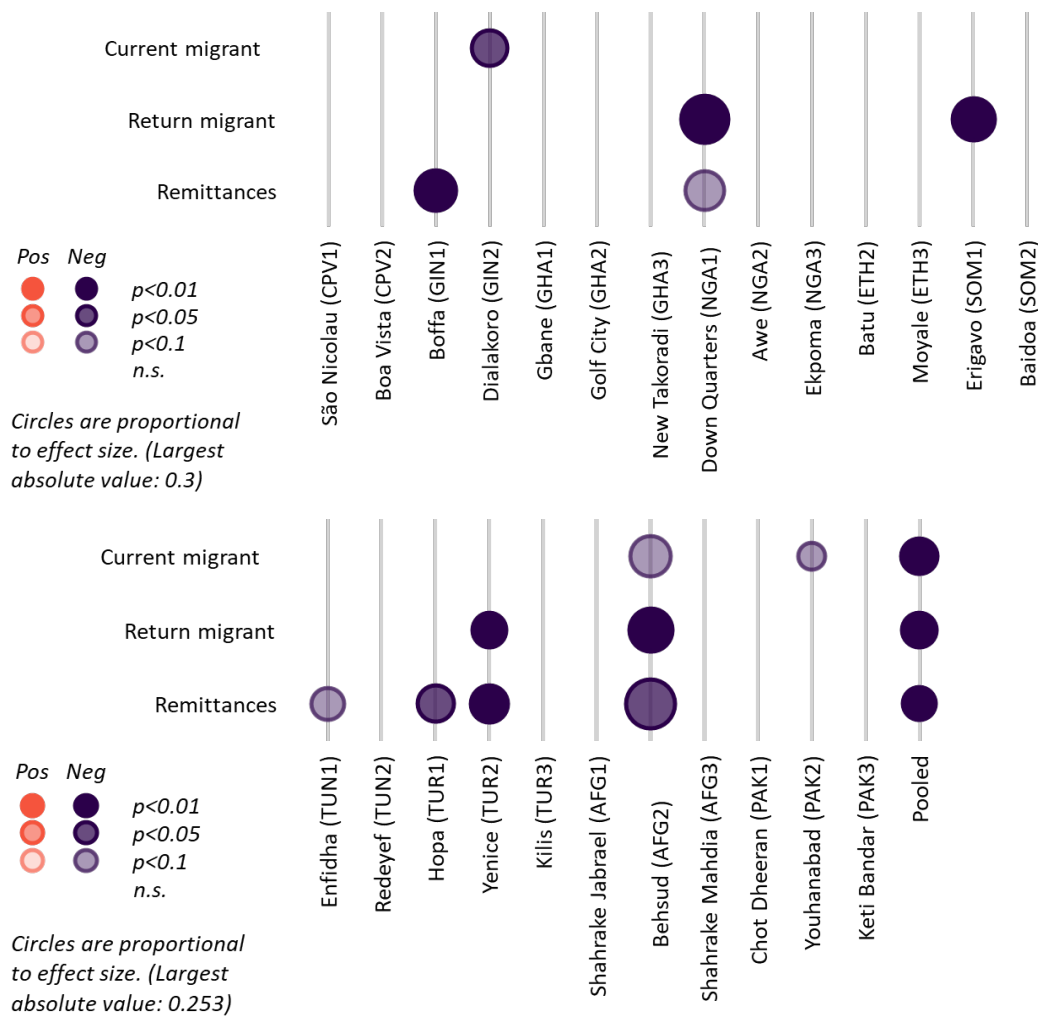 Current migrant
Return migrant
Remittances
São Nicolau (CPV1)
Boa Vista (CPV2)
Boffa (GIN1)
Dialakoro (GIN2)
Gbane (GHA1)
Golf City (GHA2)
New Takoradi (GHA3)
Down Quarters (NGA1)
Awe (NGA2)
Ekpoma (NGA3)
Batu (ETH2)
Moyale (ETH3)
Erigavo (SOM1)
Baidoa (SOM2)
Pos Neg
p<0.01
p<0.05
p<0.1
n.s.
Circles are proportional
to effect size. (Largest
absolute value: 0.3)
Current migrant
Return migrant
Remittances
Enfidha (TUN1)
Redeyef (TUN2)
Hopa (TUR1)
Yenice (TUR2)
Kilis (TUR3)
Shahrake Jabrael (AFG1)
Behsud (AFG2)
Shahrake Mahdia (AFG3)
Chot Dheeran (PAK1)
Youhanabad (PAK2)
Keti Bandar (PAK3)
Pooled
Pos Neg
p<0.01
p<0.05
p<0.1
n.s.
Circles are proportional
to effect size. (Largest
absolute value: 0.253)